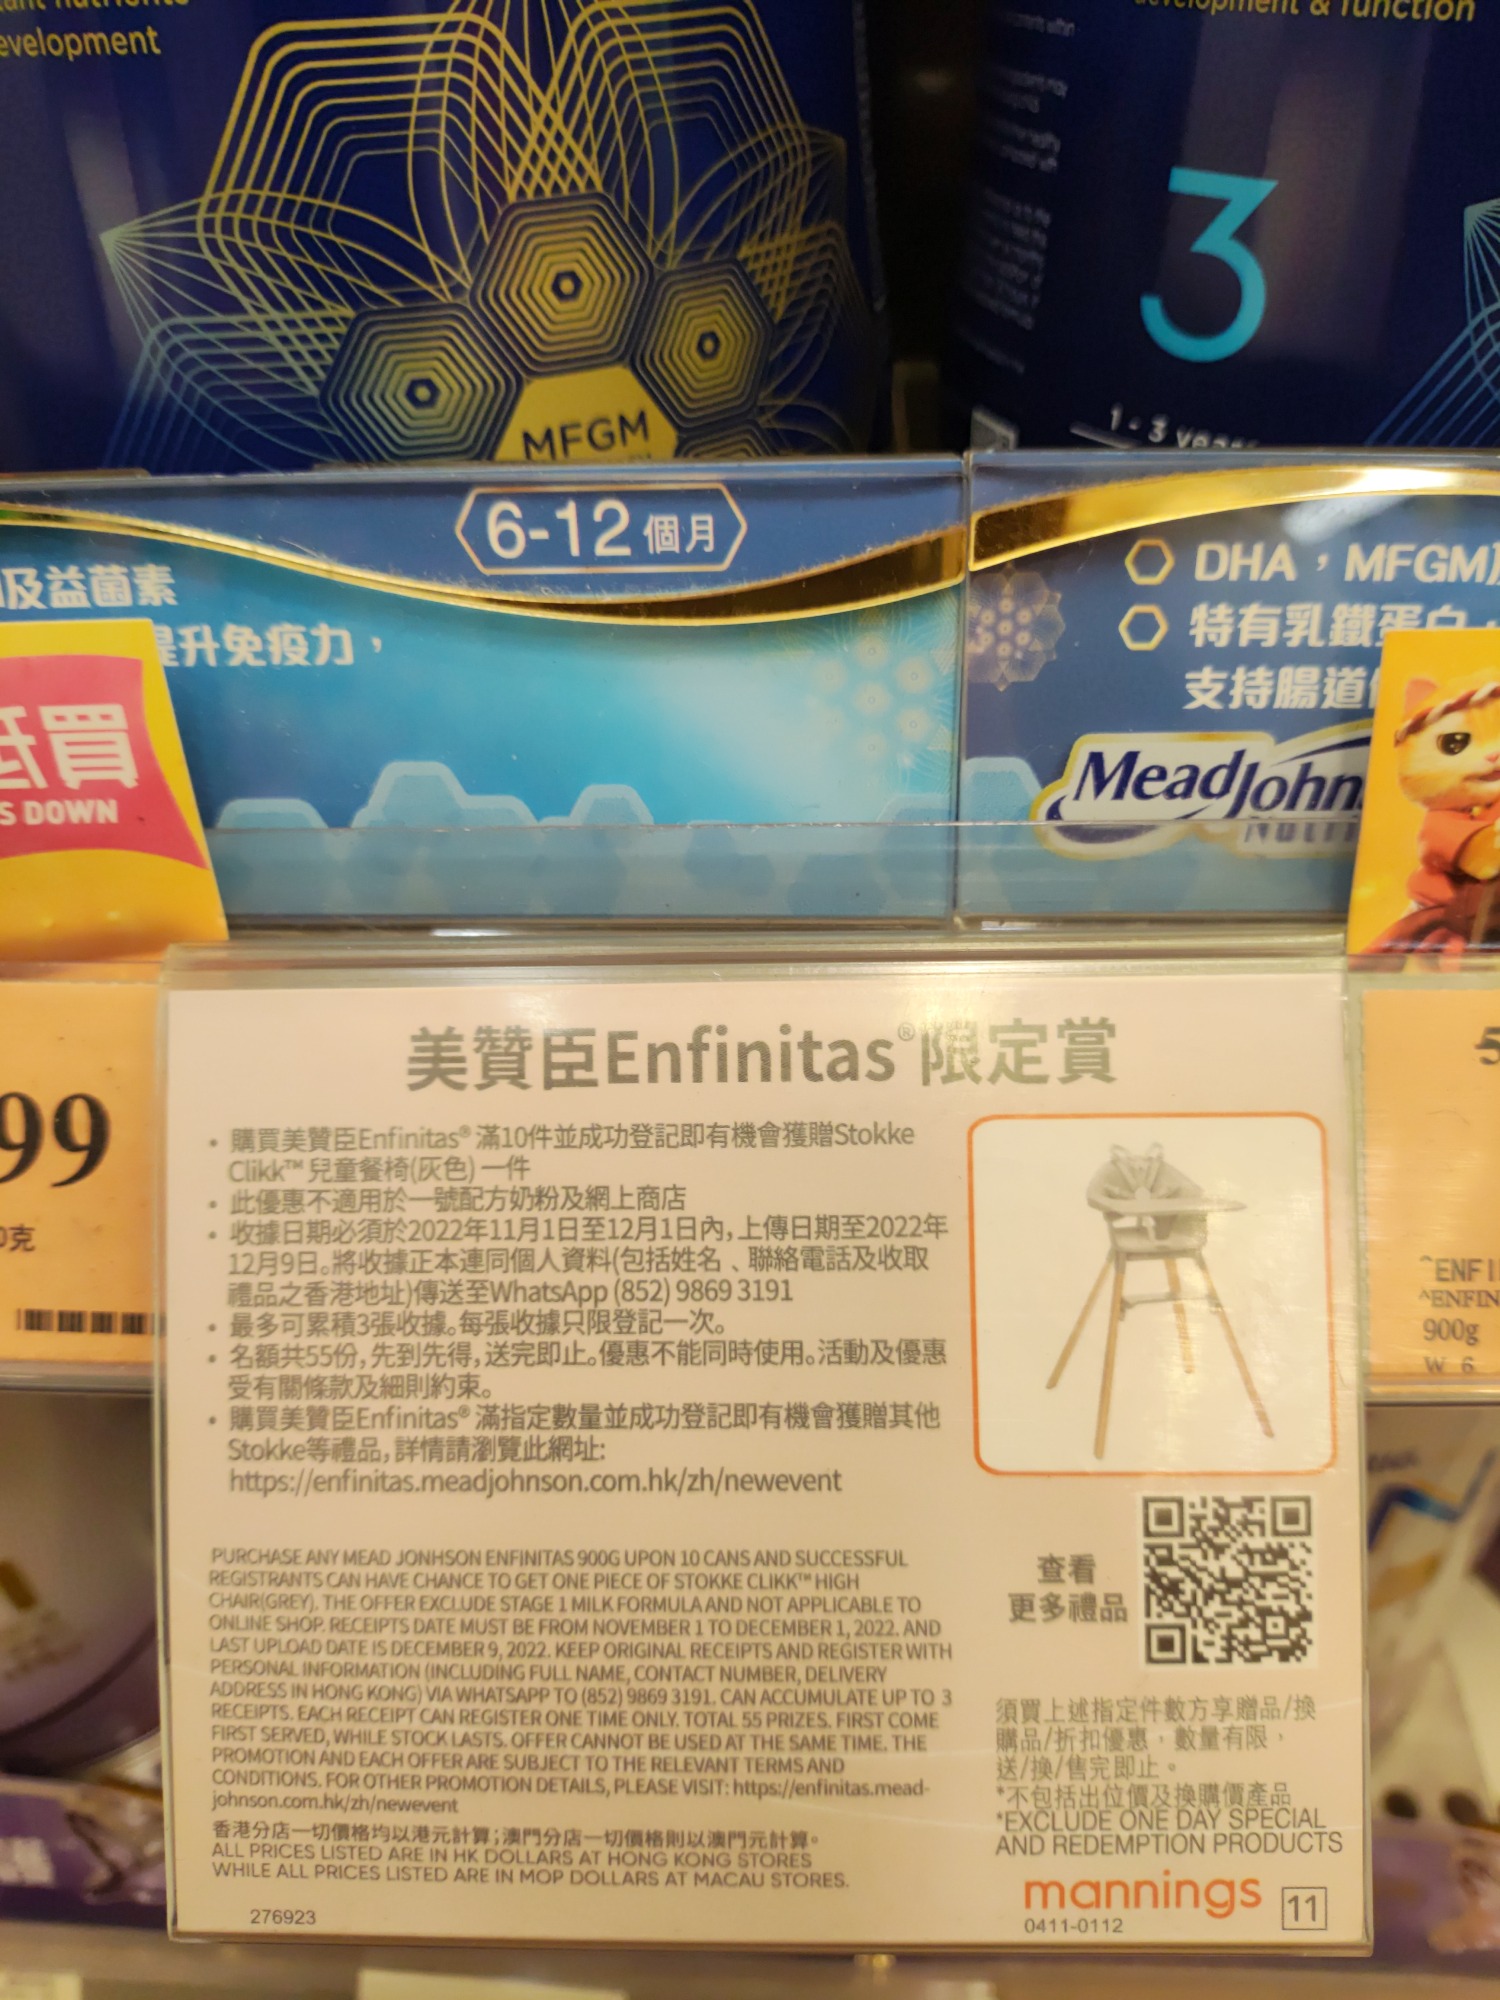 development & function
evelopment
3
MFGM
1 - 3
6-12個月
及益菌素
升免疫力，
DHA，MFGM
特有乳鐵蛋白
支持腸道
買
S DOWN
MeadJohn
99
克
^ENFI
^ENFIN
900g
W 6
美贊臣Enfinitas®限定賞
• 購買美贊臣Enfinitas®滿10件並成功登記即有機會獲贈Stokke
Clikk™ 兒童餐椅(灰色) 一件
• 此優惠不適用於一號配方奶粉及網上商店
• 收據日期必須於2022年11月1日至12月1日內，上傳日期至2022年
12月9日。將收據正本連同個人資料(包括姓名、聯絡電話及收取
禮品之香港地址)傳送至WhatsApp (852) 9869 3191
• 最多可累積3張收據。每張收據只限登記一次。
• 名額共55份，先到先得，送完即止。優惠不能同時使用。活動及優惠
受有關條款及細則約束。
• 購買美贊臣Enfinitas®滿指定數量並成功登記即有機會獲贈其他
Stokke等禮品，詳情請瀏覽此網址:
https://enfinitas.meadjohnson.com.hk/zh/newevent
PURCHASE ANY MEAD JONHSON ENFINITAS 900G UPON 10 CANS AND SUCCESSFUL
REGISTRANTS CAN HAVE CHANCE TO GET ONE PIECE OF STOKKE CLIKK™ HIGH
CHAIR(GREY). THE OFFER EXCLUDE STAGE 1 MILK FORMULA AND NOT APPLICABLE TO
ONLINE SHOP. RECEIPTS DATE MUST BE FROM NOVEMBER 1 TO DECEMBER 1, 2022. AND
LAST UPLOAD DATE IS DECEMBER 9, 2022. KEEP ORIGINAL RECEIPTS AND REGISTER WITH
PERSONAL INFORMATION (INCLUDING FULL NAME, CONTACT NUMBER, DELIVERY
ADDRESS IN HONG KONG) VIA WHATSAPP TO (852) 9869 3191. CAN ACCUMULATE UP TO 3
RECEIPTS. EACH RECEIPT CAN REGISTER ONE TIME ONLY. TOTAL 55 PRIZES. FIRST COME
FIRST SERVED, WHILE STOCK LASTS. OFFER CANNOT BE USED AT THE SAME TIME. THE
PROMOTION AND EACH OFFER ARE SUBJECT TO THE RELEVANT TERMS AND
CONDITIONS. FOR OTHER PROMOTION DETAILS, PLEASE VISIT: https://enfinitas.mead-
johnson.com.hk/zh/newevent
香港分店一切價格均以港元計算；澳門分店一切價格則以澳門元計算。
ALL PRICES LISTED ARE IN HK DOLLARS AT HONG KONG STORES
WHILE ALL PRICES LISTED ARE IN MOP DOLLARS AT MACAU STORES.
276923
查看
更多禮品
須買上述指定件數方享贈品/換
購品/折扣優惠，數量有限，
送/換/售完即止。
*不包括出位價及換購價產品
*EXCLUDE ONE DAY SPECIAL
AND REDEMPTION PRODUCTS
mannings
0411-0112
11